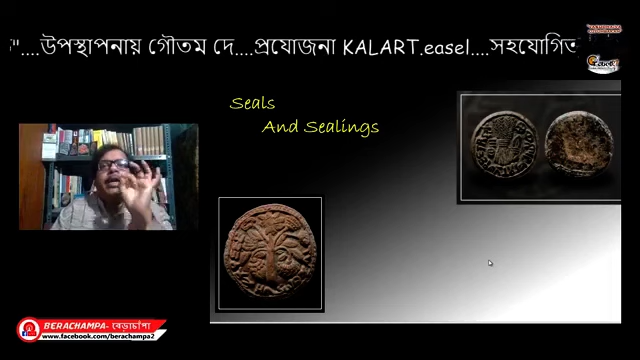 "....উপস্থাপনায় গৌতম দে....প্রযোজনা KALART.easel....সহযোগিত
Seals
And Sealings
BERACHAMPA- বেড়াচাঁপা
www.facebook.com/berachampa2